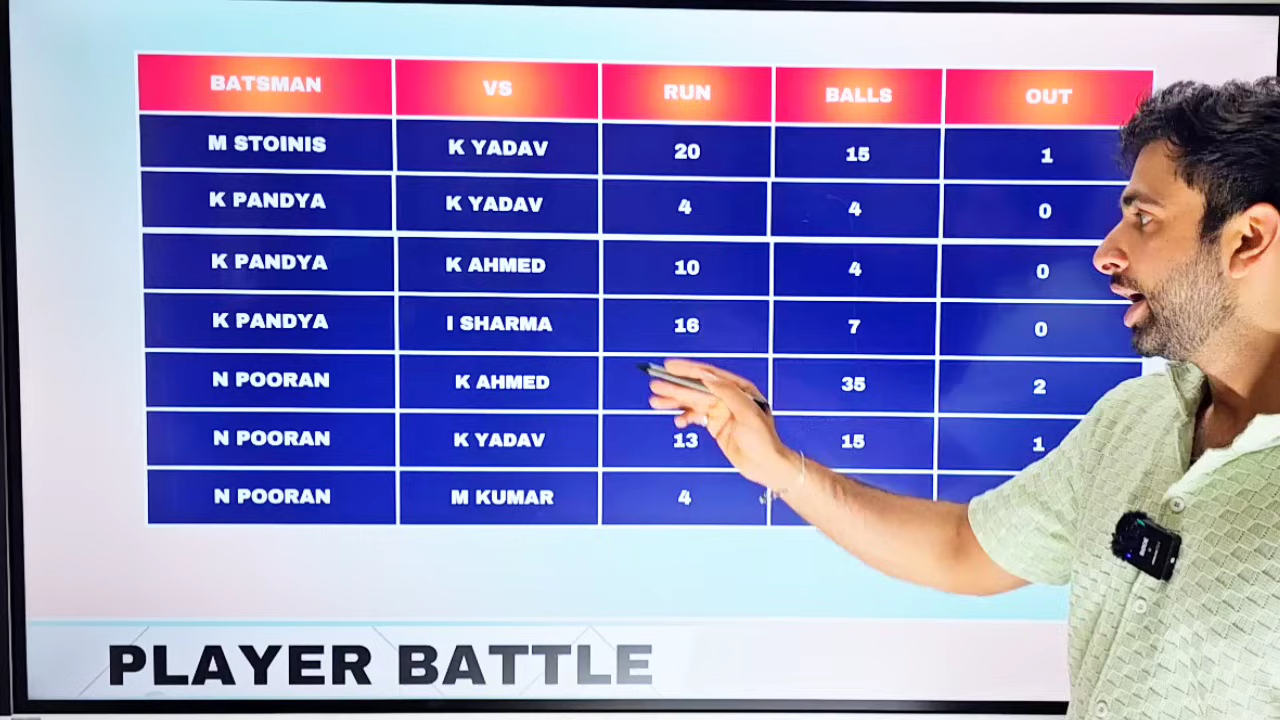 BATSMAN VS RUN BALLS OUT
M STOINIS K YADAV 20 15 1
K PANDYA K YADAV 4 4 0
K PANDYA K AHMED 10 4 0
K PANDYA I SHARMA 16 7 0
N POORAN K AHMED 35 2
N POORAN K YADAV 13 15 1
N POORAN M KUMAR 4
PLAYER BATTLE